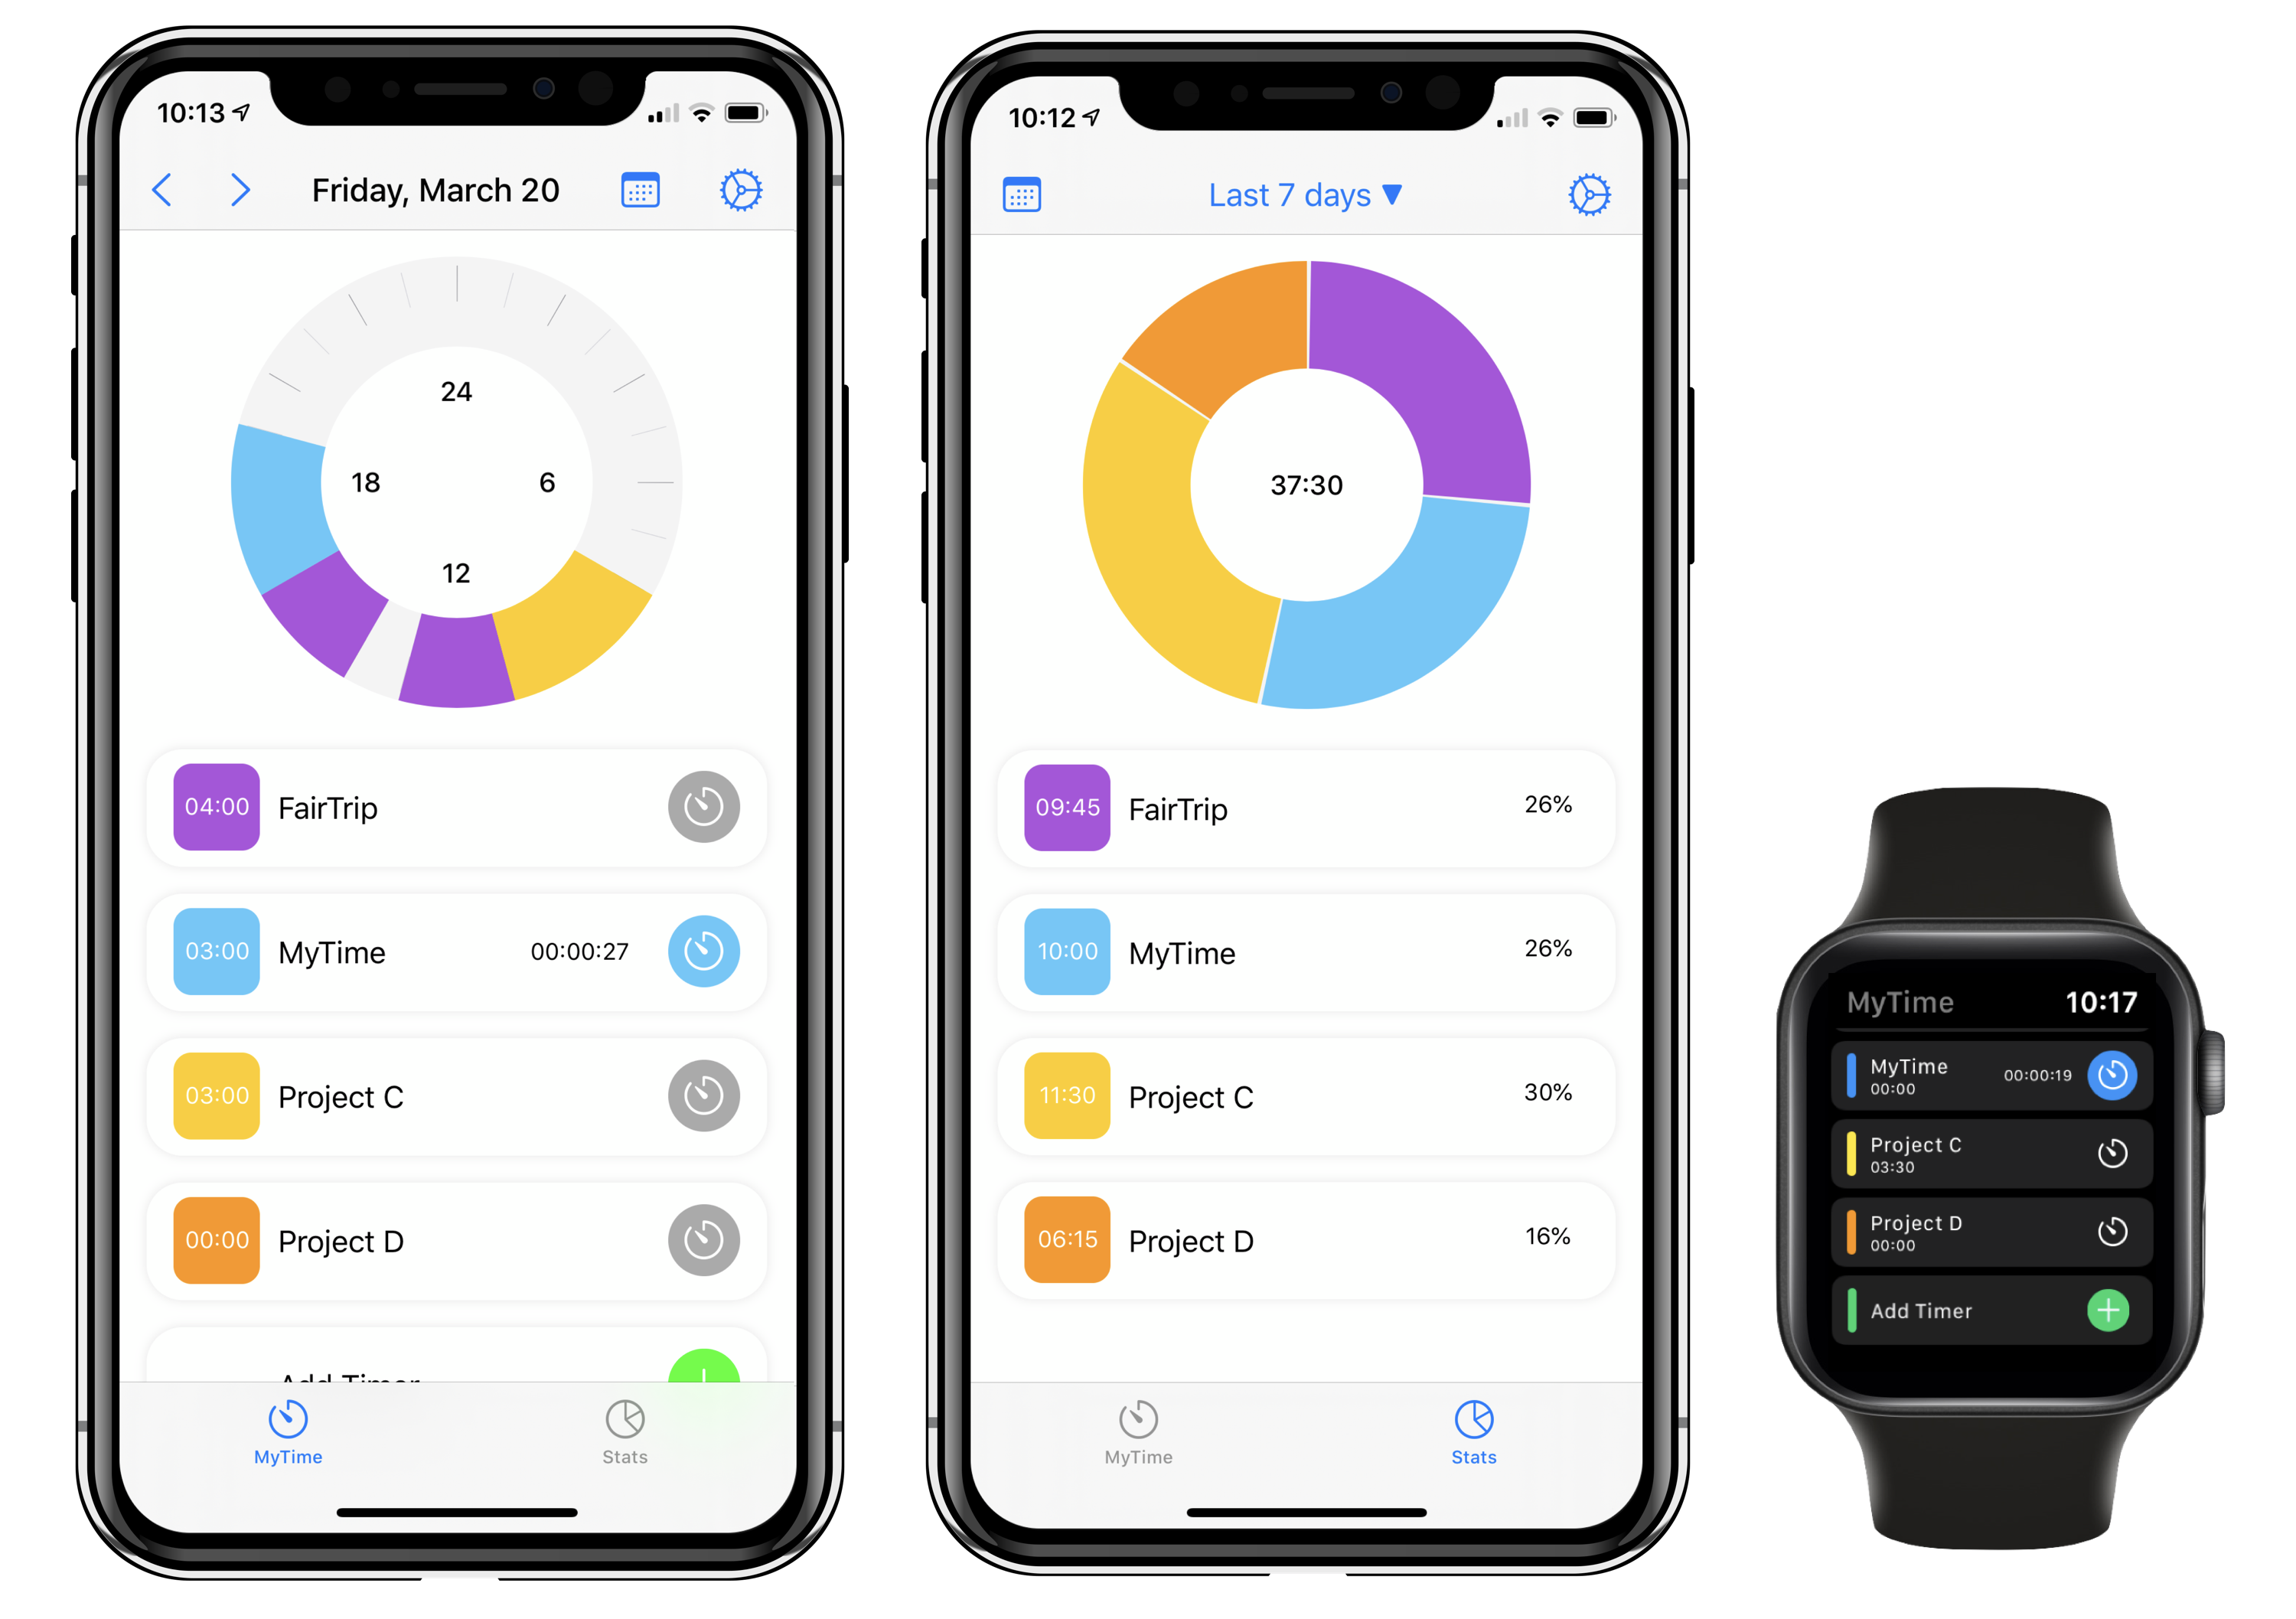 10:13
Friday, March 20
24
18
6
12
04:00 FairTrip
03:00 MyTime 00:00:27
03:00 Project C
00:00 Project D
Add Timer
MyTime Stats
10:12
Last 7 days
37:30
09:45 FairTrip 26%
10:00 MyTime 26%
11:30 Project C 30%
06:15 Project D 16%
MyTime Stats
MyTime 10:17
MyTime
00:00
00:00:19
Project C
03:30
Project D
00:00
Add Timer